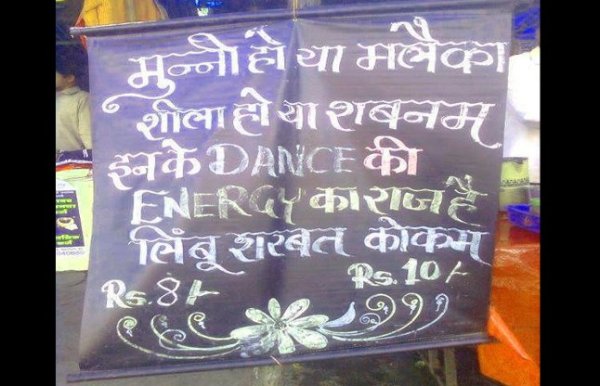 मुन्नी हो या मलैका
शीला हो या शबनम
इनके DANCE की
ENERGY का राज है
लिंबू शरबत कोकम
Rs. 8/- Rs. 10/-